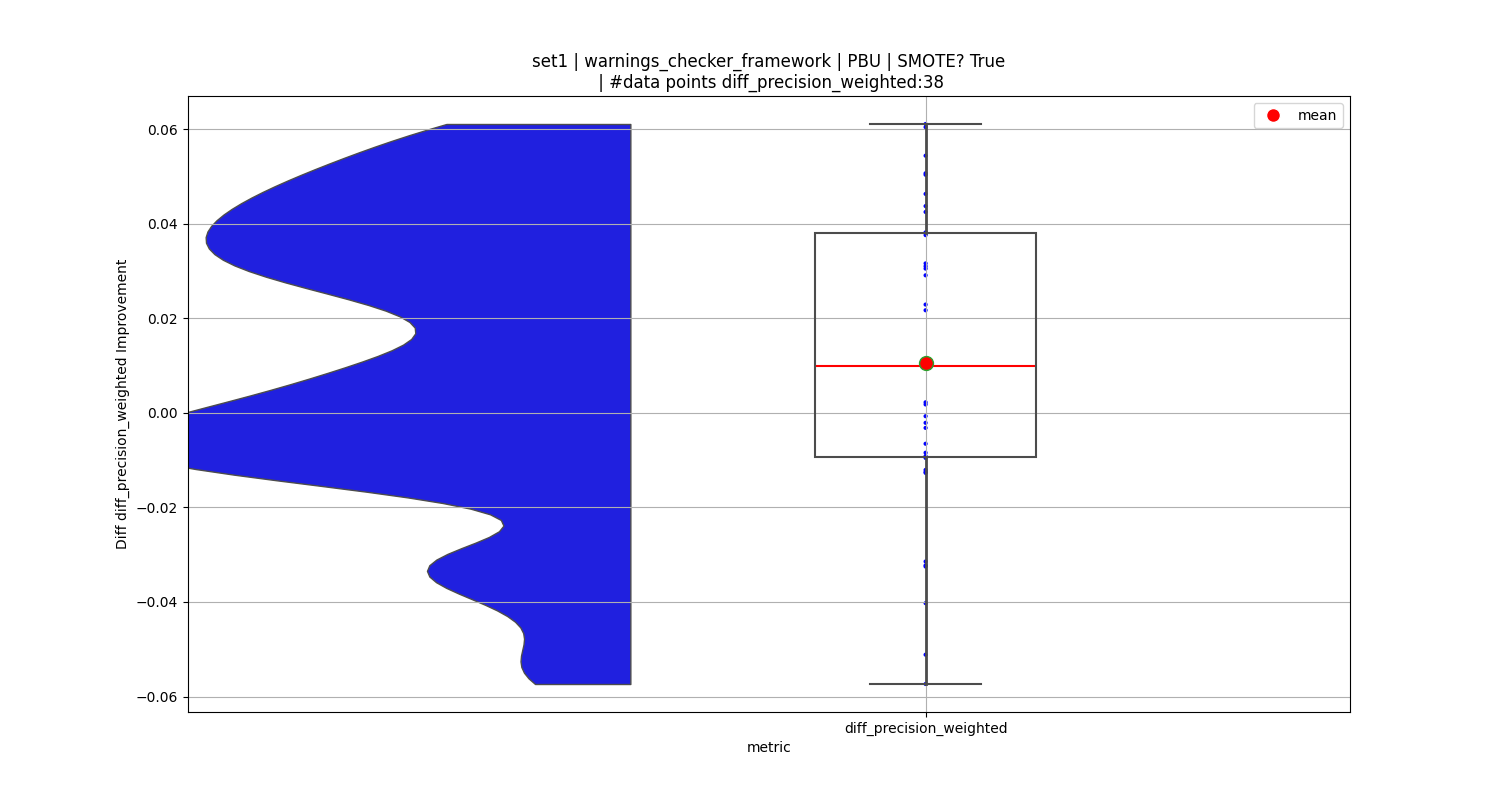 set1 | warnings_checker_framework | PBU | SMOTE? True
| #data points diff_precision_weighted:38
mean
Diff diff_precision_weighted Improvement
0.06
0.04
0.02
0.00
−0.02
−0.04
−0.06
diff_precision_weighted
metric